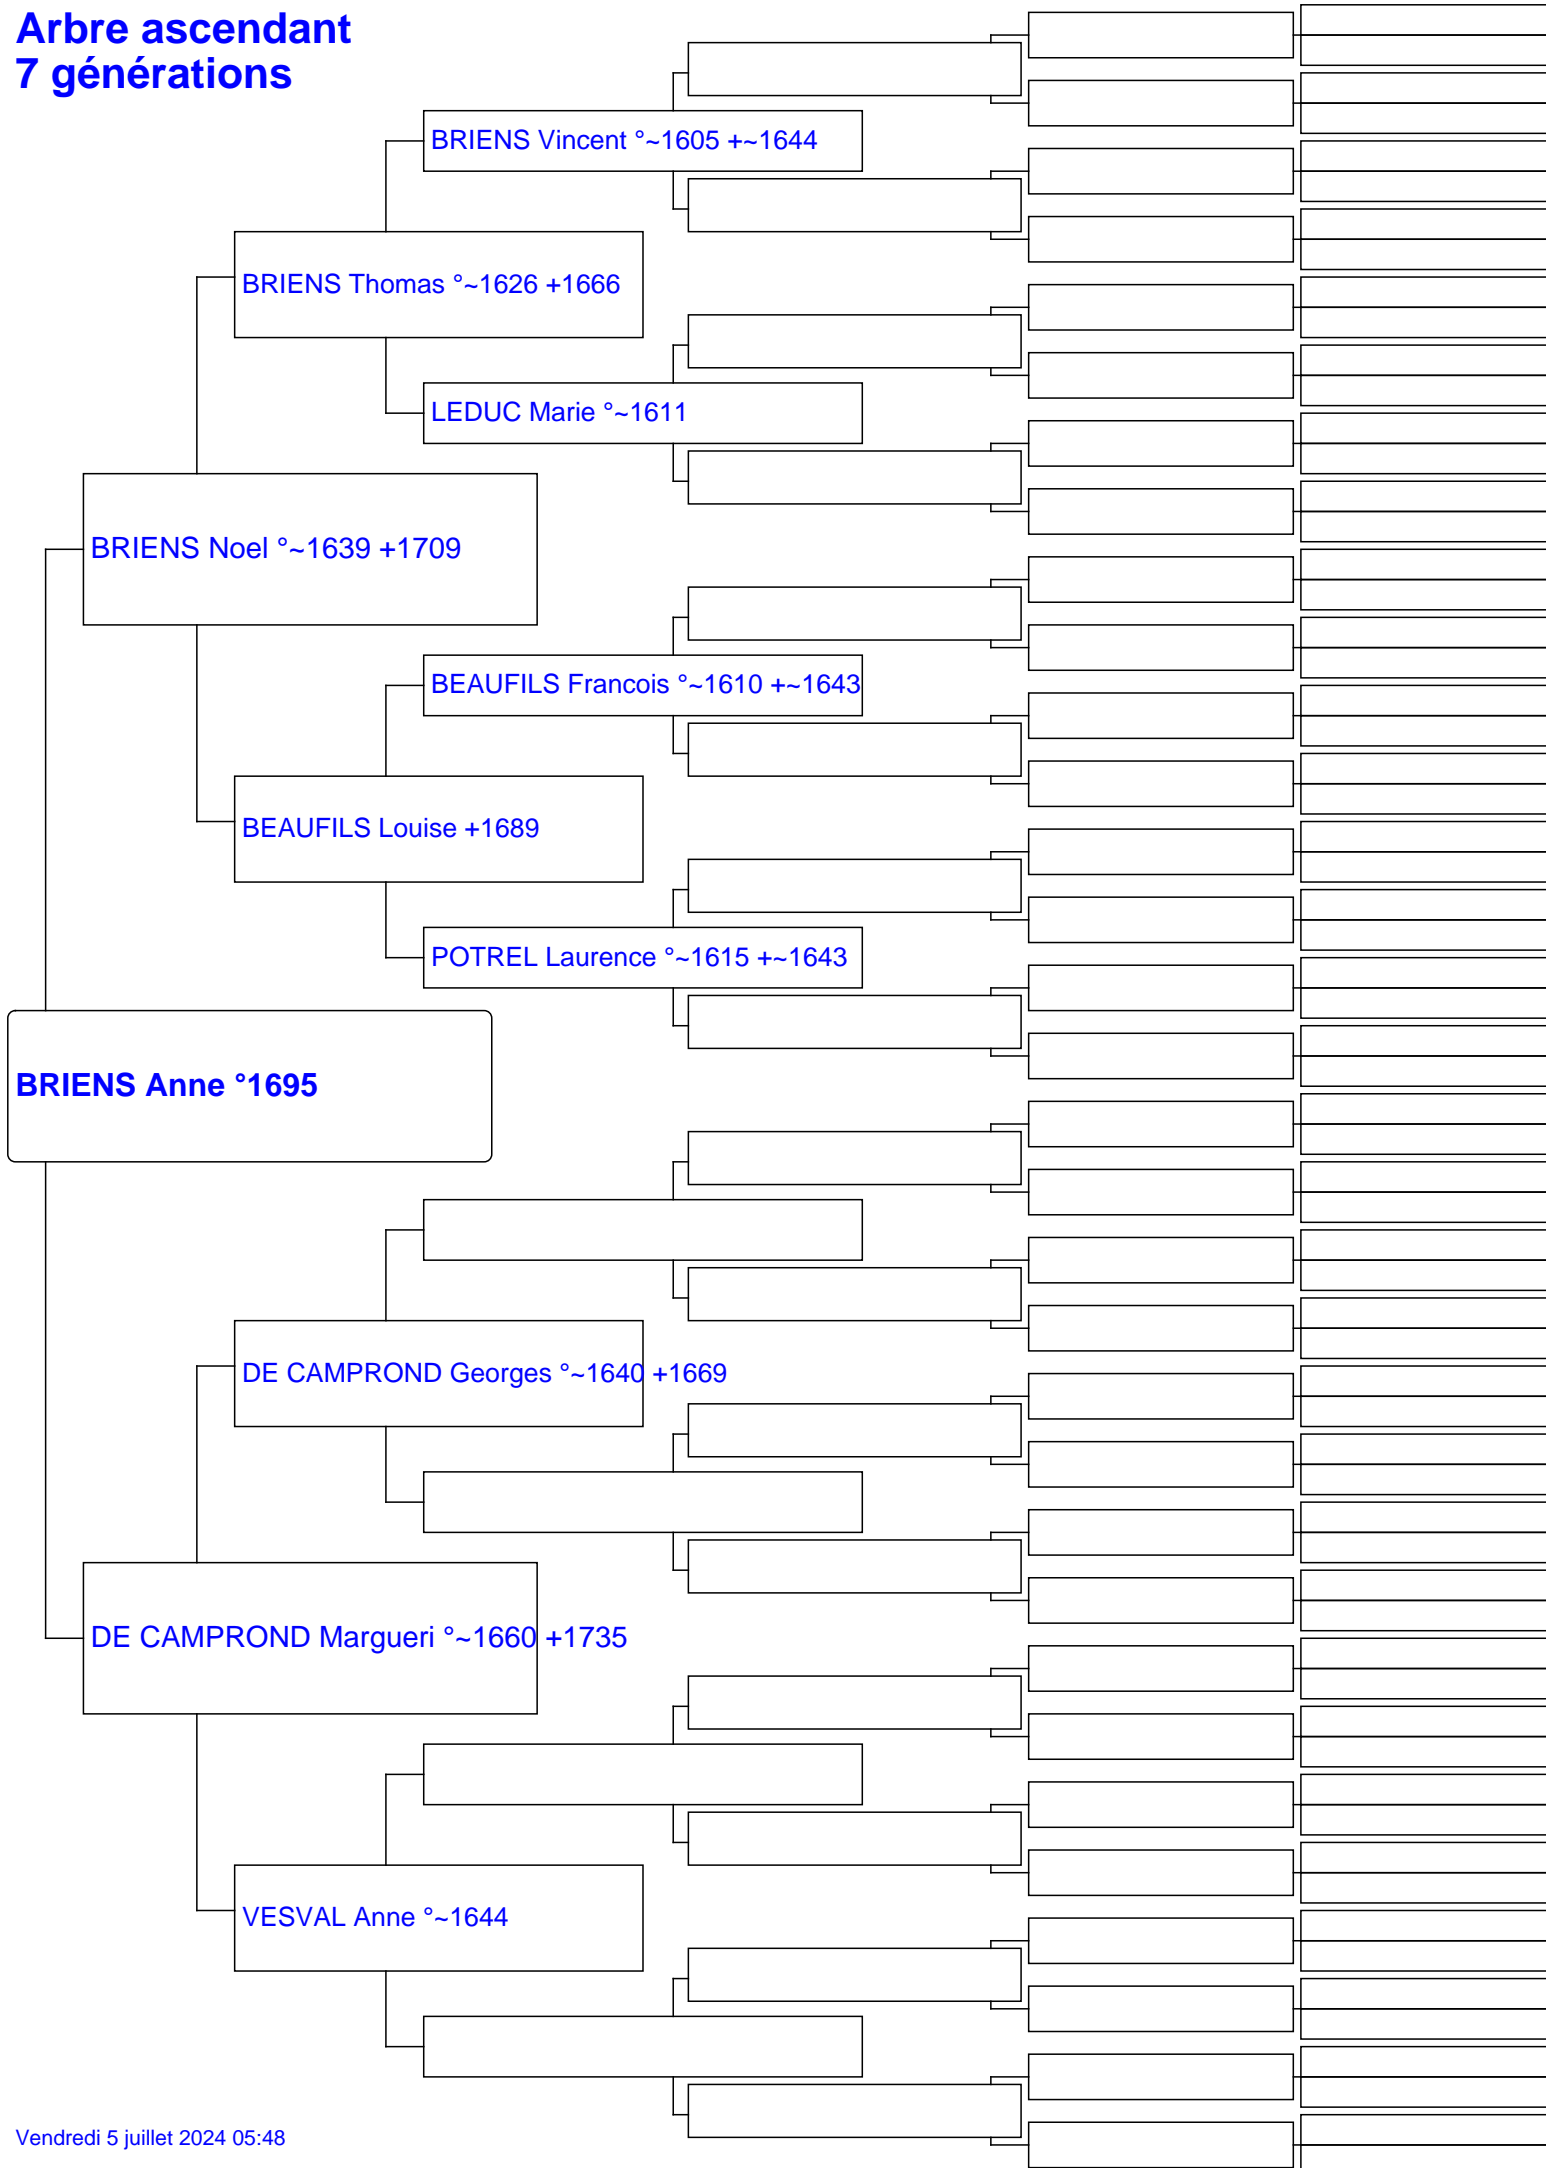 Arbre ascendant
7 générations
BRIENS Vincent °~1605 +~1644
BRIENS Thomas °~1626 +1666
LEDUC Marie °~1611
BRIENS Noel °~1639 +1709
BEAUFILS Francois °~1610 +~1643
BEAUFILS Louise +1689
POTREL Laurence °~1615 +~1643
BRIENS Anne °1695
DE CAMPROND Georges °~1640 +1669
DE CAMPROND Margueri °~1660 +1735
VESVAL Anne °~1644
Vendredi 5 juillet 2024 05:48